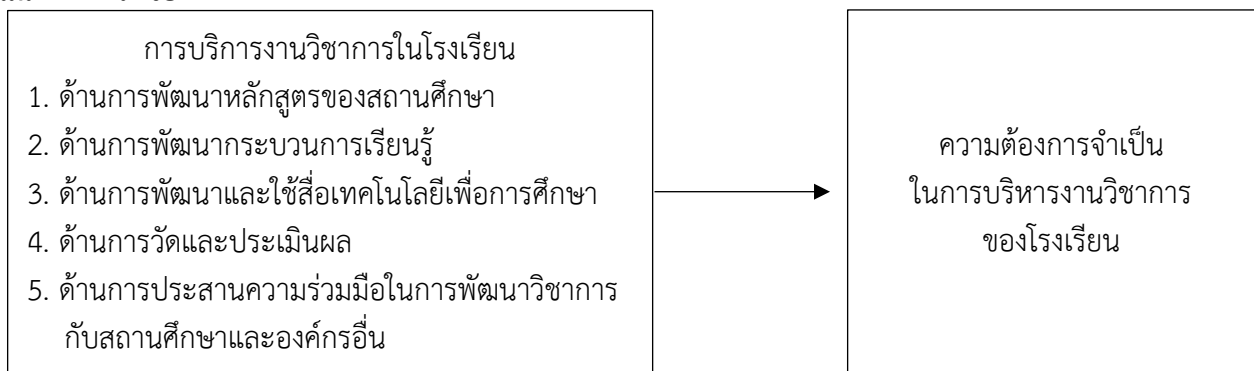 การบริการงานวิชาการในโรงเรียน
1. ด้านการพัฒนาหลักสูตรของสถานศึกษา
2. ด้านการพัฒนากระบวนการเรียนรู้
3. ด้านการพัฒนาและใช้สื่อเทคโนโลยีเพื่อการศึกษา
4. ด้านการวัดและประเมินผล
5. ด้านการประสานความร่วมมือในการพัฒนาวิชาการ
กับสถานศึกษาและองค์กรอื่น
ความต้องการจำเป็น
ในการบริหารงานวิชาการ
ของโรงเรียน